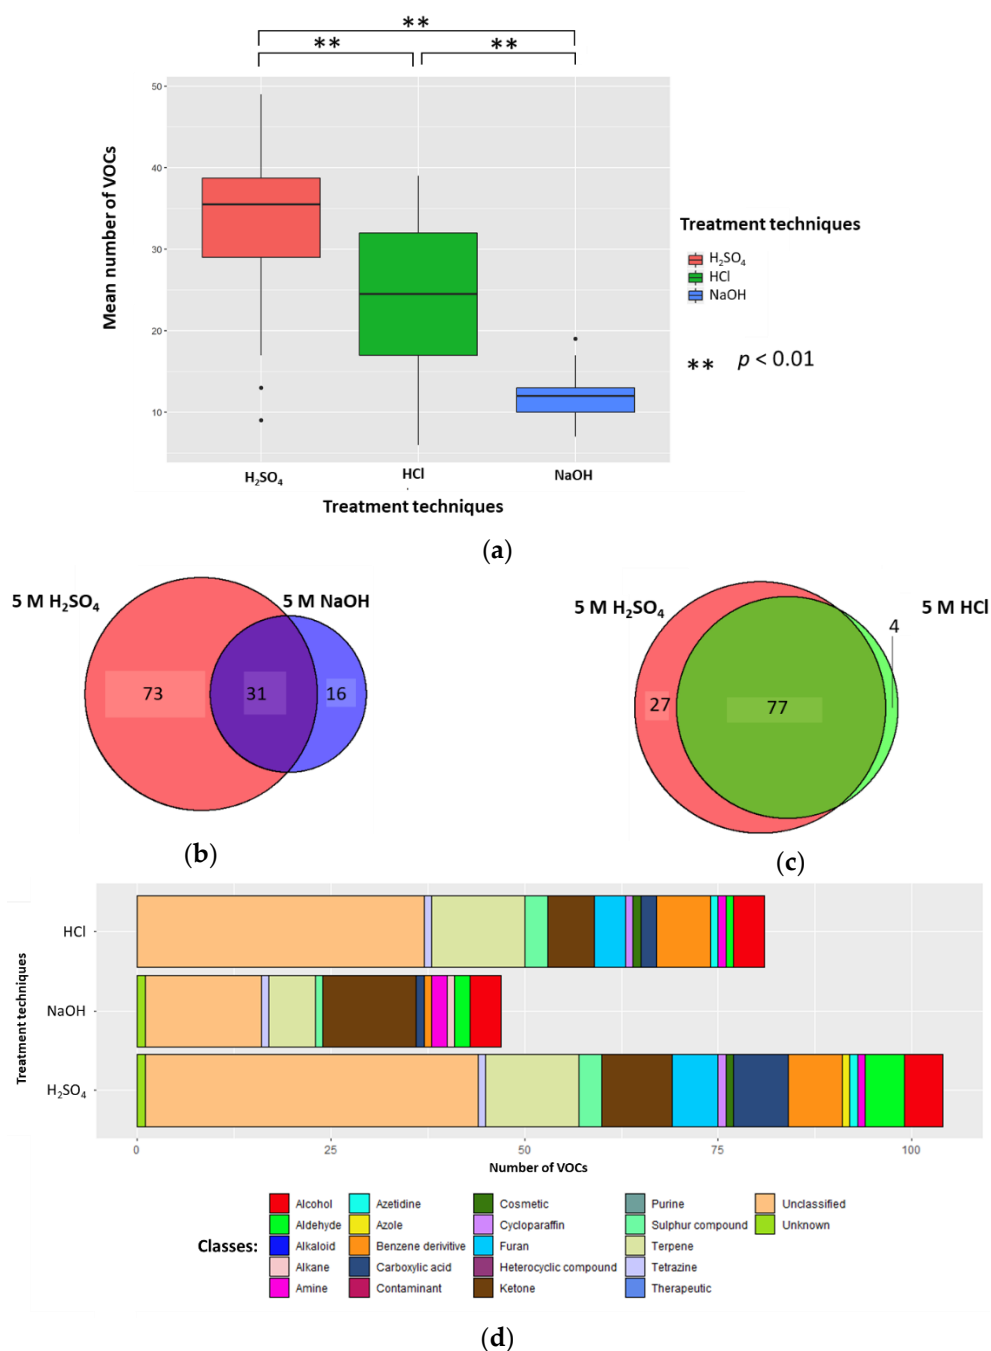 **
** **
50
40
30
20
10
Mean number of VOCs
H₂SO₄ HCl NaOH
Treatment techniques
Treatment techniques
H₂SO₄
HCl
NaOH
** p < 0.01
(a)
5 M H₂SO₄ 5 M NaOH
73 31 16
(b)
5 M H₂SO₄ 5 M HCl
4
27 77
(c)
Treatment techniques
HCl
NaOH
H₂SO₄
0 25 50 75 100
Number of VOCs
Classes:
Alcohol Azetidine Cosmetic Purine Unclassified
Aldehyde Azole Cycloparaffin Sulphur compound Unknown
Alkaloid Benzene derivitive Furan Terpene
Alkane Carboxylic acid Heterocyclic compound Tetrazine
Amine Contaminant Ketone Therapeutic
(d)